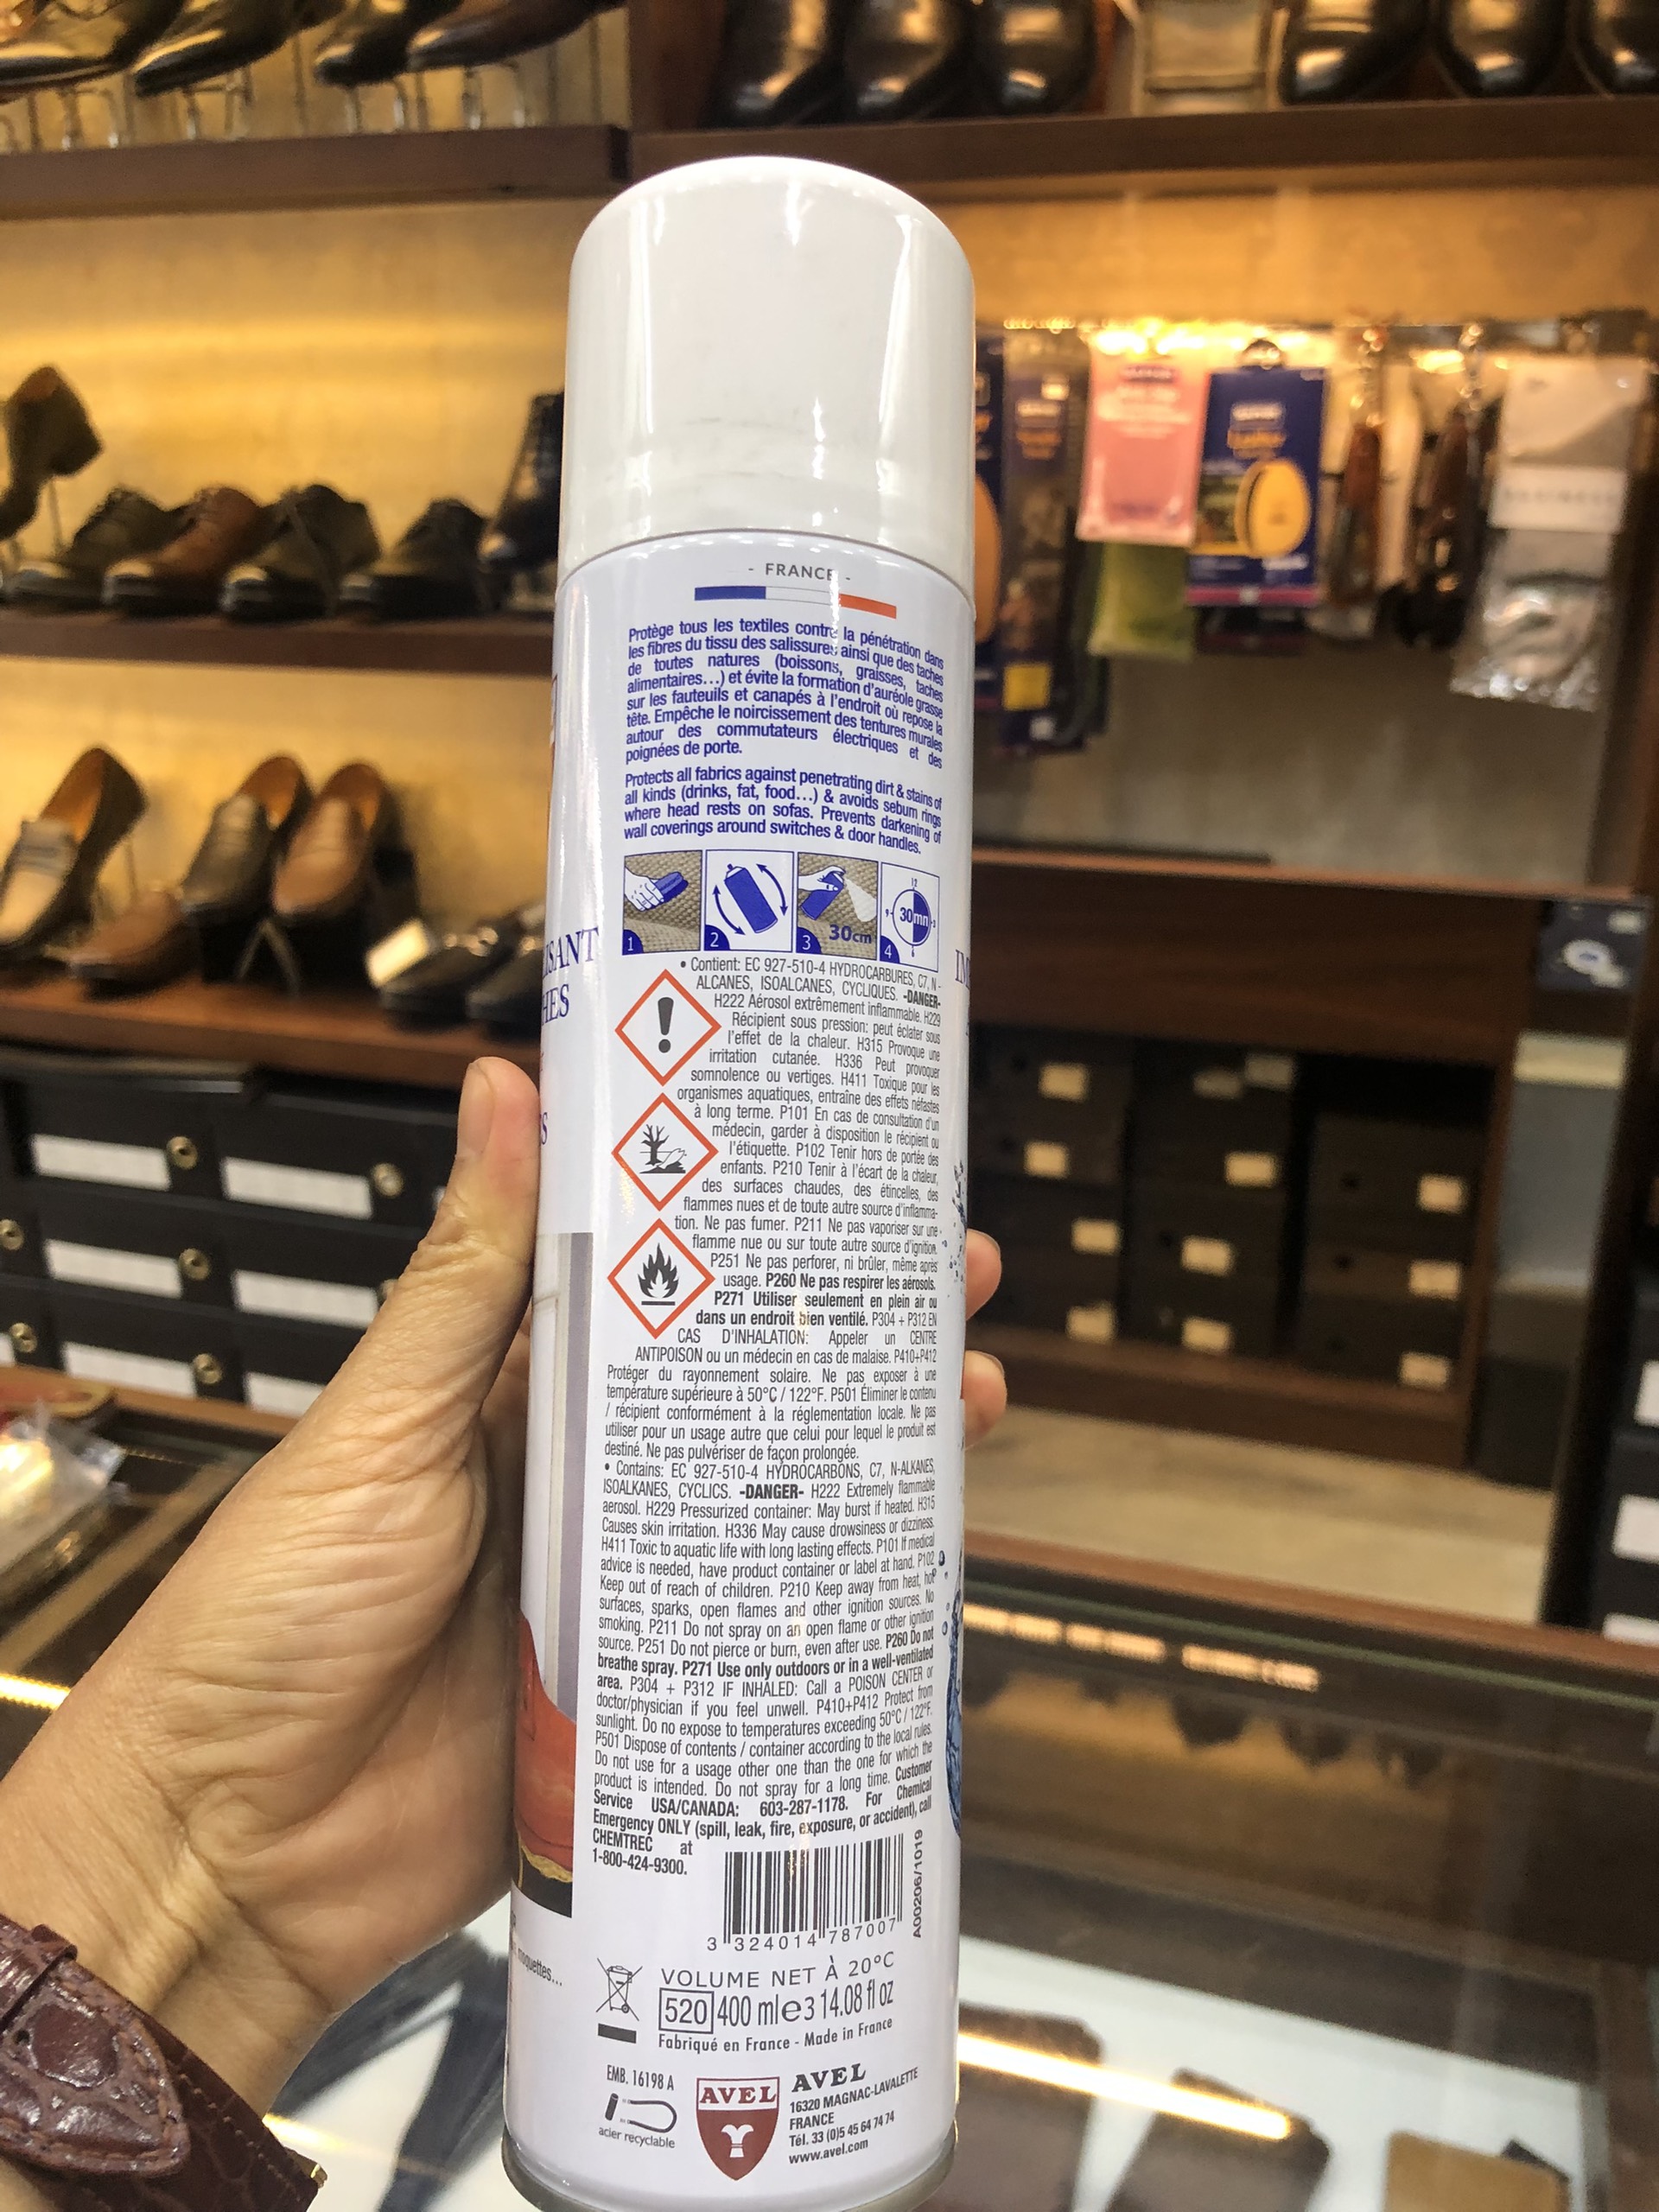 - FRANCE -
Protège tous les textiles contre la pénétration dans
les fibres du tissu des salissures ainsi que des taches
de toutes natures (boissons, graisses, taches
alimentaires...) et évite la formation d'auréole grasse
sur les fauteuils et canapés à l'endroit où repose la
tête. Empêche le noircissement des tentures murales
autour des commutateurs électriques et des
poignées de porte.
Protects all fabrics against penetrating dirt & stains of
all kinds (drinks, fat, food...) & avoids sebum rings
where head rests on sofas. Prevents darkening of
wall coverings around switches & door handles.
1 2 3 30cm 4 12 9 30mn 3 6
• Contient: EC 927-510-4 HYDROCARBURES, C7, N-
ALCANES, ISOALCANES, CYCLIQUES. -DANGER-
H222 Aérosol extrêmement inflammable. H229
Récipient sous pression: peut éclater sous
l'effet de la chaleur. H315 Provoque une
irritation cutanée. H336 Peut provoquer
somnolence ou vertiges. H411 Toxique pour les
organismes aquatiques, entraîne des effets néfastes
à long terme. P101 En cas de consultation d'un
médecin, garder à disposition le récipient ou
l'étiquette. P102 Tenir hors de portée des
enfants. P210 Tenir à l'écart de la chaleur,
des surfaces chaudes, des étincelles, des
flammes nues et de toute autre source d'inflamma-
tion. Ne pas fumer. P211 Ne pas vaporiser sur une
flamme nue ou sur toute autre source d'ignition.
P251 Ne pas perforer, ni brûler, même après
usage. P260 Ne pas respirer les aérosols.
P271 Utiliser seulement en plein air ou
dans un endroit bien ventilé. P304 + P312 EN
CAS D'INHALATION: Appeler un CENTRE
ANTIPOISON ou un médecin en cas de malaise. P410+P412
Protéger du rayonnement solaire. Ne pas exposer à une
température supérieure à 50°C / 122°F. P501 Éliminer le contenu
/ récipient conformément à la réglementation locale. Ne pas
utiliser pour un usage autre que celui pour lequel le produit est
destiné. Ne pas pulvériser de façon prolongée.
• Contains: EC 927-510-4 HYDROCARBONS, C7, N-ALKANES,
ISOALKANES, CYCLICS. -DANGER- H222 Extremely flammable
aerosol. H229 Pressurized container: May burst if heated. H315
Causes skin irritation. H336 May cause drowsiness or dizziness.
H411 Toxic to aquatic life with long lasting effects. P101 If medical
advice is needed, have product container or label at hand. P102
Keep out of reach of children. P210 Keep away from heat, hot
surfaces, sparks, open flames and other ignition sources. No
smoking. P211 Do not spray on an open flame or other ignition
source. P251 Do not pierce or burn, even after use. P260 Do not
breathe spray. P271 Use only outdoors or in a well-ventilated
area. P304 + P312 IF INHALED: Call a POISON CENTER or
doctor/physician if you feel unwell. P410+P412 Protect from
sunlight. Do no expose to temperatures exceeding 50°C / 122°F.
P501 Dispose of contents / container according to the local rules.
Do not use for a usage other one than the one for which the
product is intended. Do not spray for a long time. Customer
Service USA/CANADA: 603-287-1178. For Chemical
Emergency ONLY (spill, leak, fire, exposure, or accident), call
CHEMTREC at
1-800-424-9300.
3 324014 787007
A00206/1019
VOLUME NET À 20°C
520 400 ml e 3 14.08 fl oz
Fabriqué en France - Made in France
EMB. 16198 A
acier recyclable
AVEL
AVEL
16320 MAGNAC-LAVALETTE
FRANCE
Tél. 33 (0)5 45 64 74 74
www.avel.com
ISANT
HES
S
moquettes...